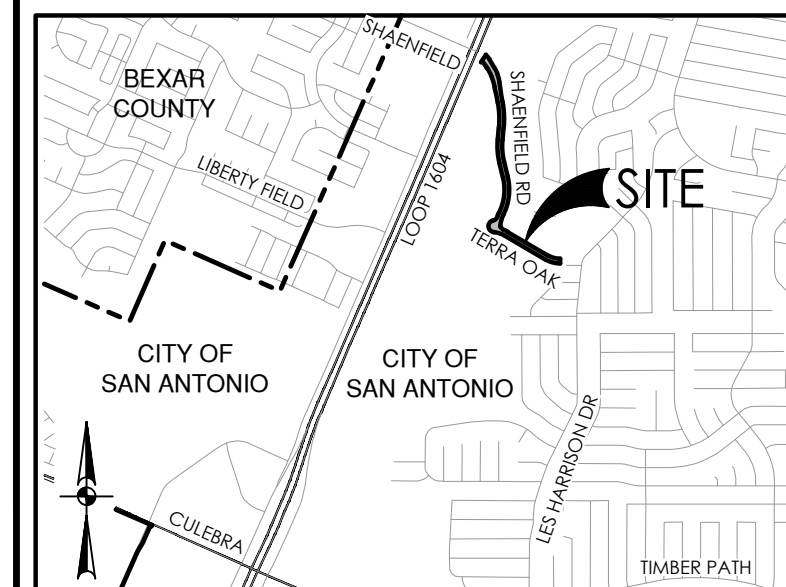 SHAENFIELD
BEXAR
COUNTY
SHAENFIELD RD
LIBERTY FIELD
LOOP 1604
SITE
TERRA OAK
CITY OF
SAN ANTONIO
CITY OF
SAN ANTONIO
LES HARRISON DR
CULEBRA
TIMBER PATH